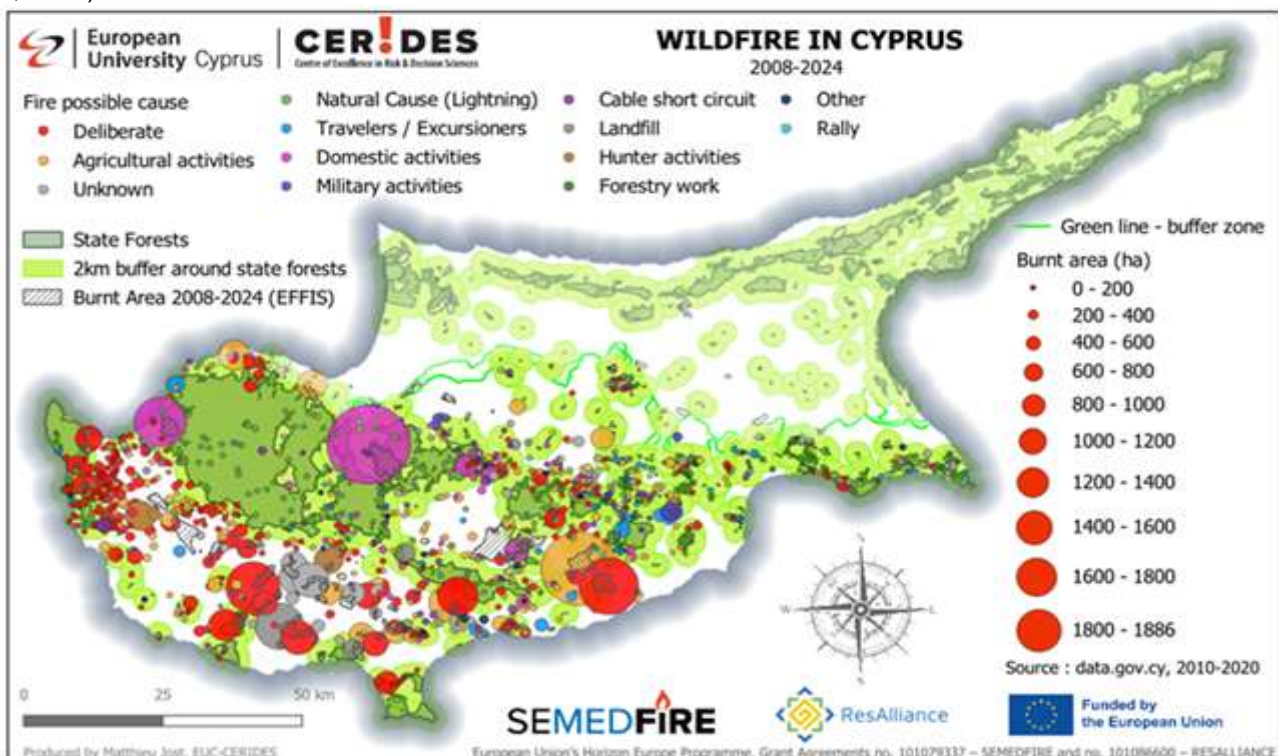 European
University Cyprus
CER!DES
Centre of Excellence in Risk & Decision Sciences
WILDFIRE IN CYPRUS
2008-2024
Fire possible cause
Deliberate
Agricultural activities
Unknown
Natural Cause (Lightning)
Travelers / Excursioners
Domestic activities
Military activities
Cable short circuit
Landfill
Hunter activities
Forestry work
Other
Rally
State Forests
2km buffer around state forests
Burnt Area 2008-2024 (EFFIS)
Green line - buffer zone
Burnt area (ha)
0 - 200
200 - 400
400 - 600
600 - 800
800 - 1000
1000 - 1200
1200 - 1400
1400 - 1600
1600 - 1800
1800 - 1886
Source : data.gov.cy, 2010-2020
N
W
E
S
0 25 50 km
SEMEDFIRE
ResAlliance
Funded by
the European Union
Produced by Matthieu Jost, EUC-CERIDES
European Union's Horizon Europe Programme, Grant Agreements no. 101079337 – SEMEDFIRE and no. 101086600 – RESALLIANCE